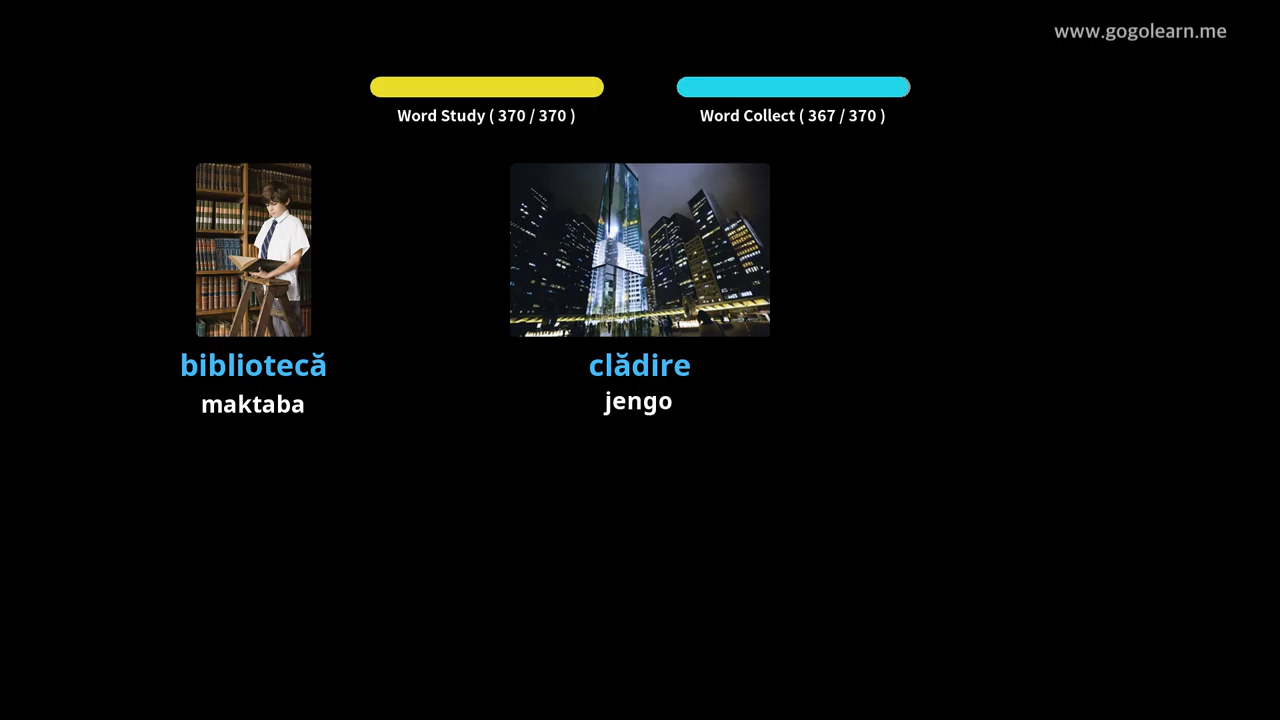 www.gogolearn.me
Word Study ( 370 / 370 )
Word Collect ( 367 / 370 )
bibliotecă
maktaba
clădire
jengo